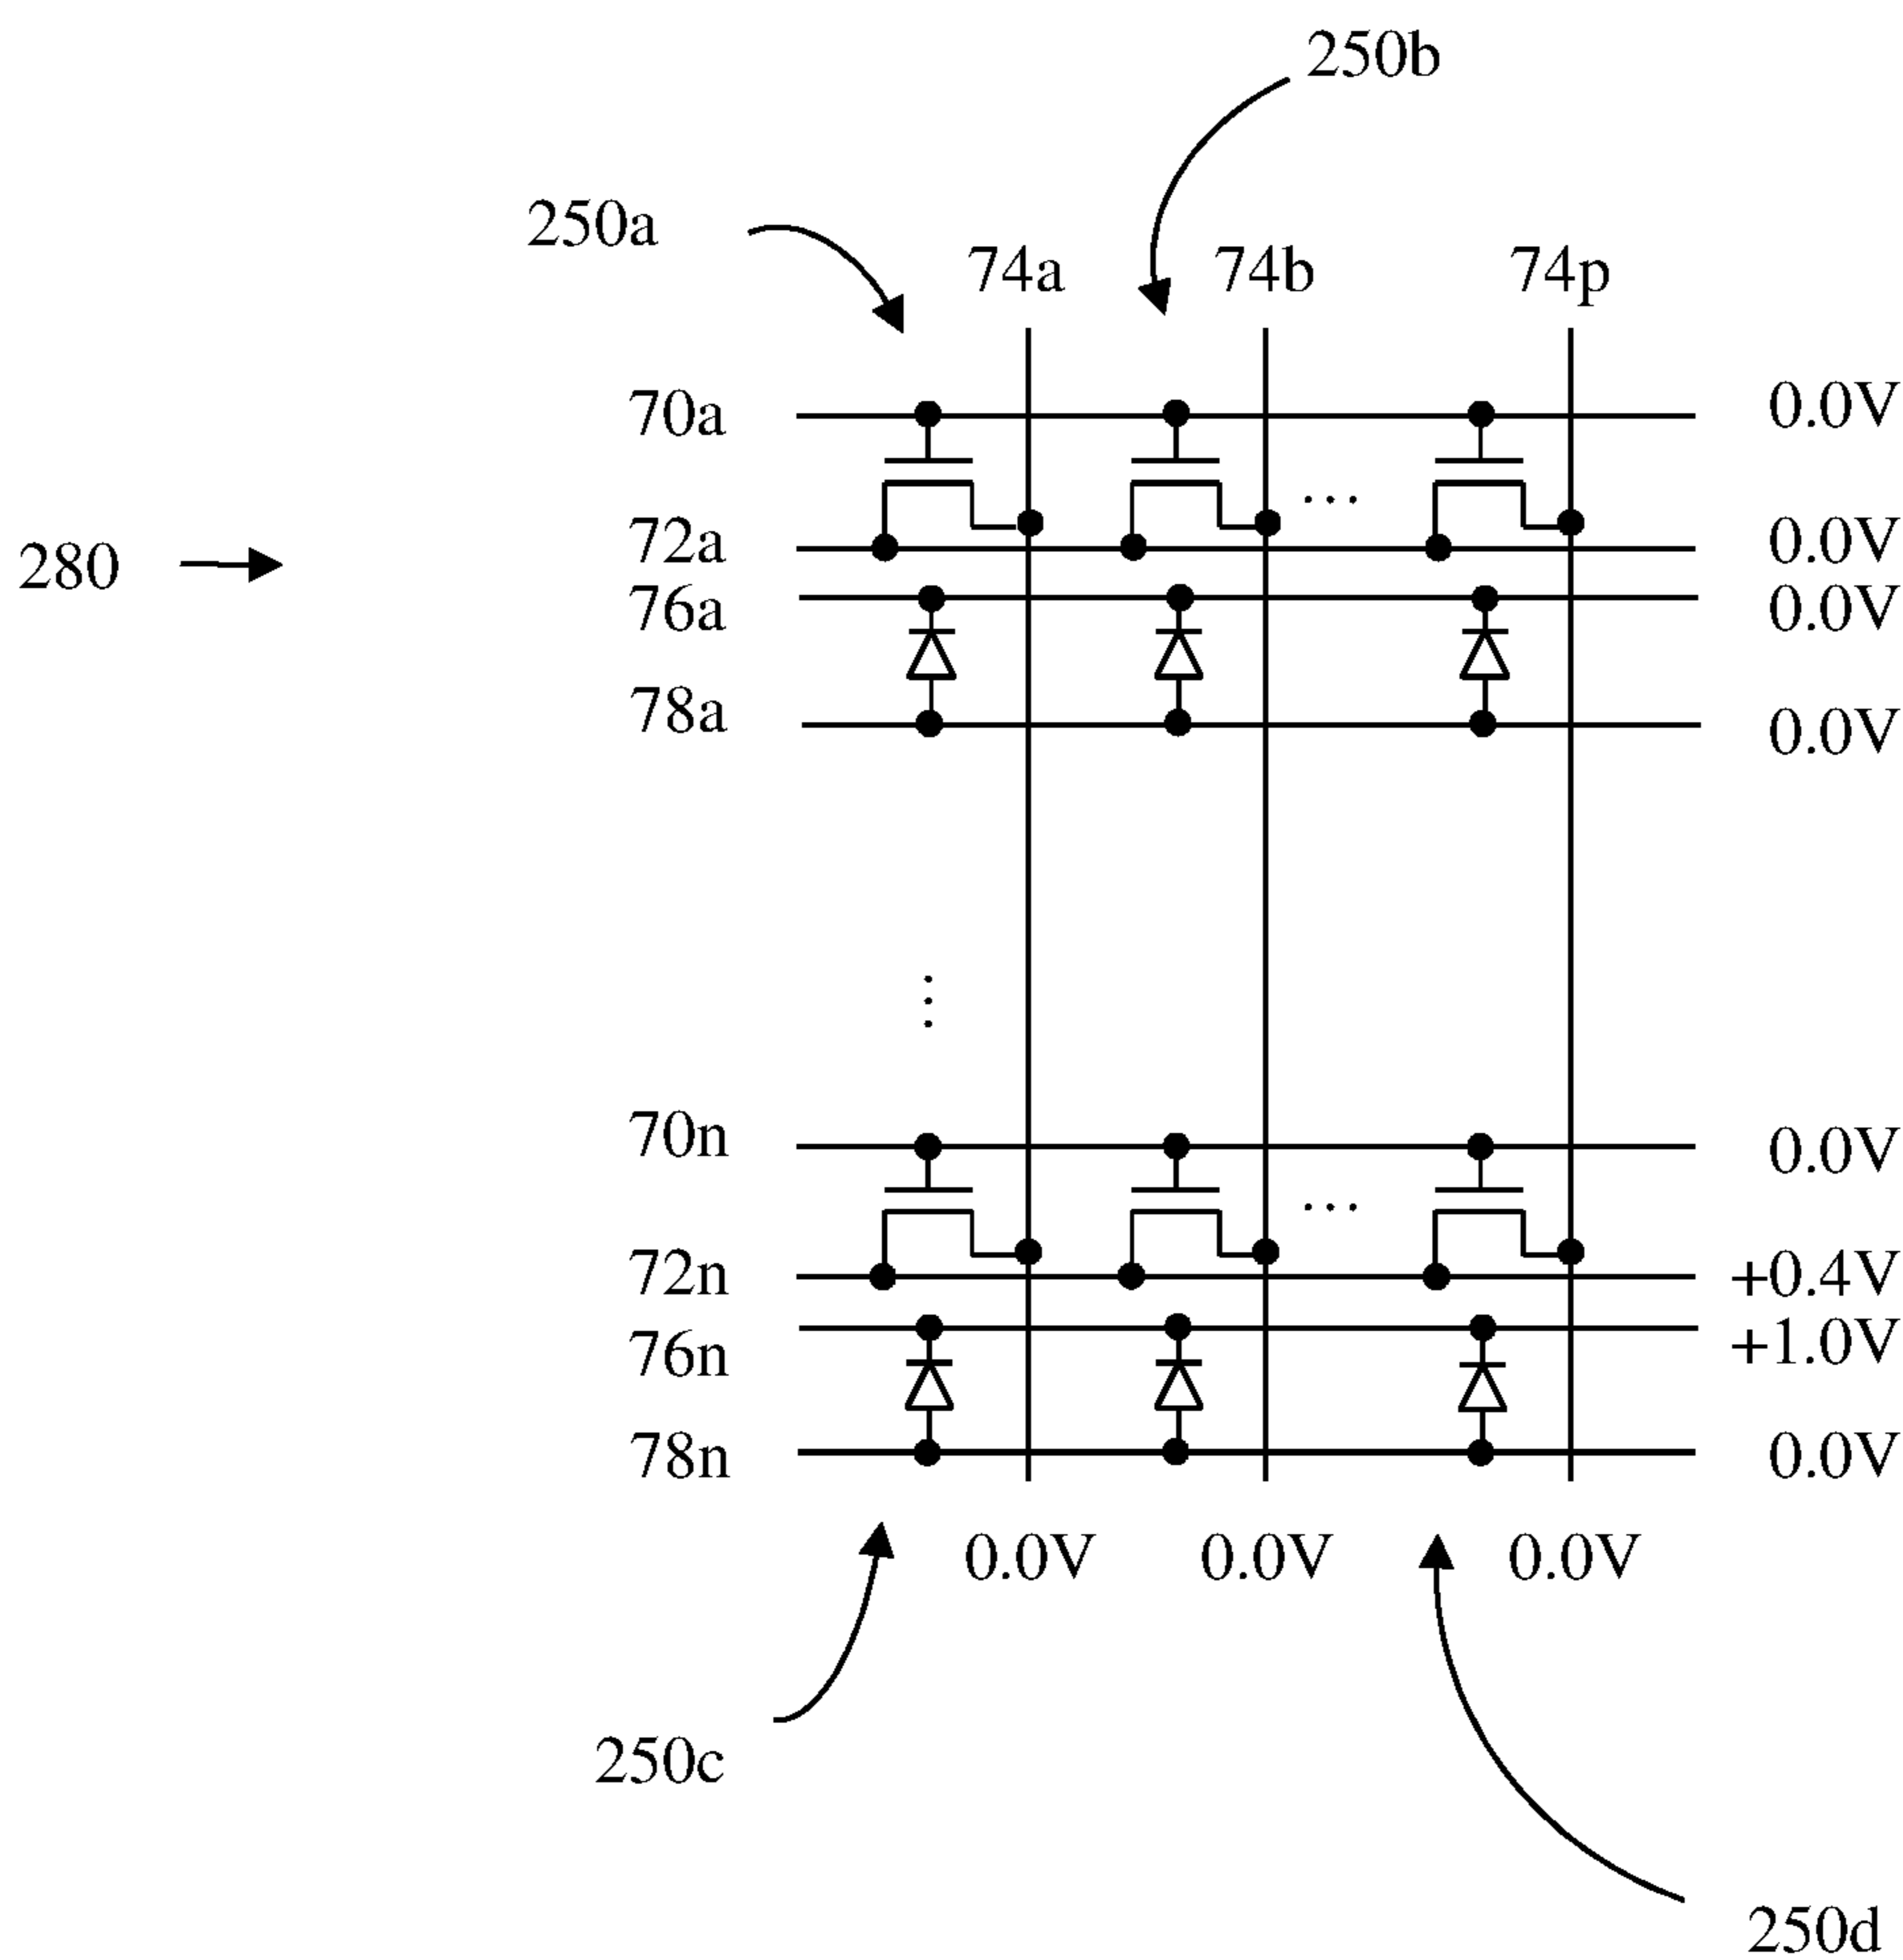 250b
250a
74a 74b 74p
70a 0.0V
...
72a 0.0V
280
76a 0.0V
78a 0.0V
...
70n 0.0V
...
72n +0.4V
76n +1.0V
78n 0.0V
0.0V 0.0V 0.0V
250c
250d